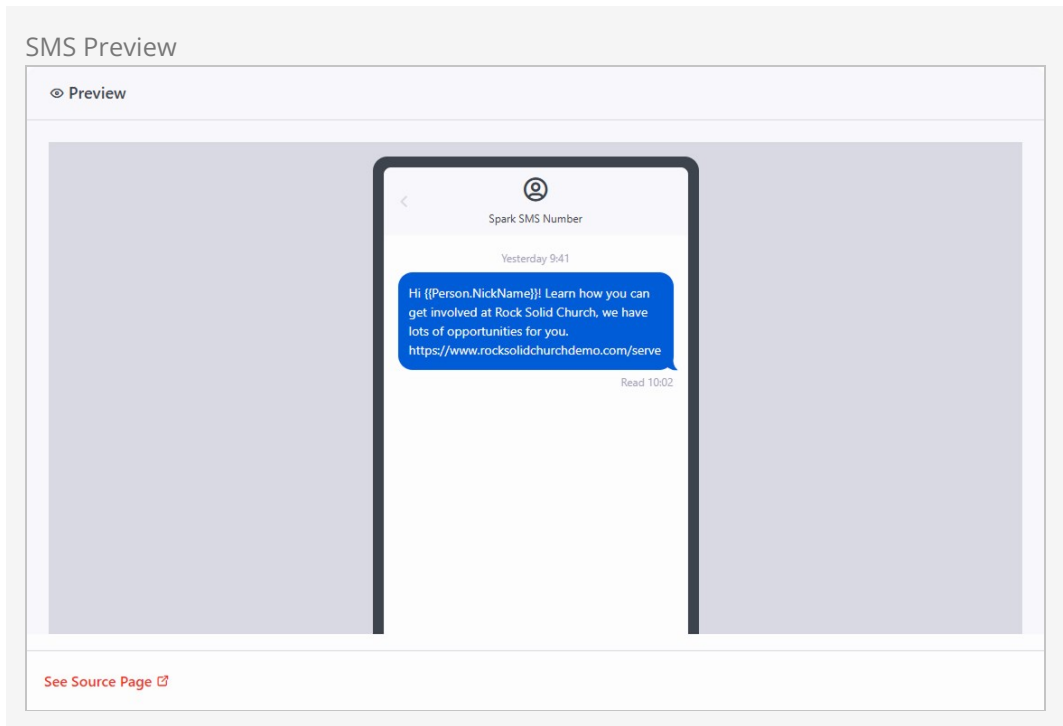 SMS Preview
Preview
Spark SMS Number
Yesterday 9:41
Hi {{Person.NickName}}! Learn how you can
get involved at Rock Solid Church, we have
lots of opportunities for you.
https://www.rocksolidchurchdemo.com/serve
Read 10:02
See Source Page